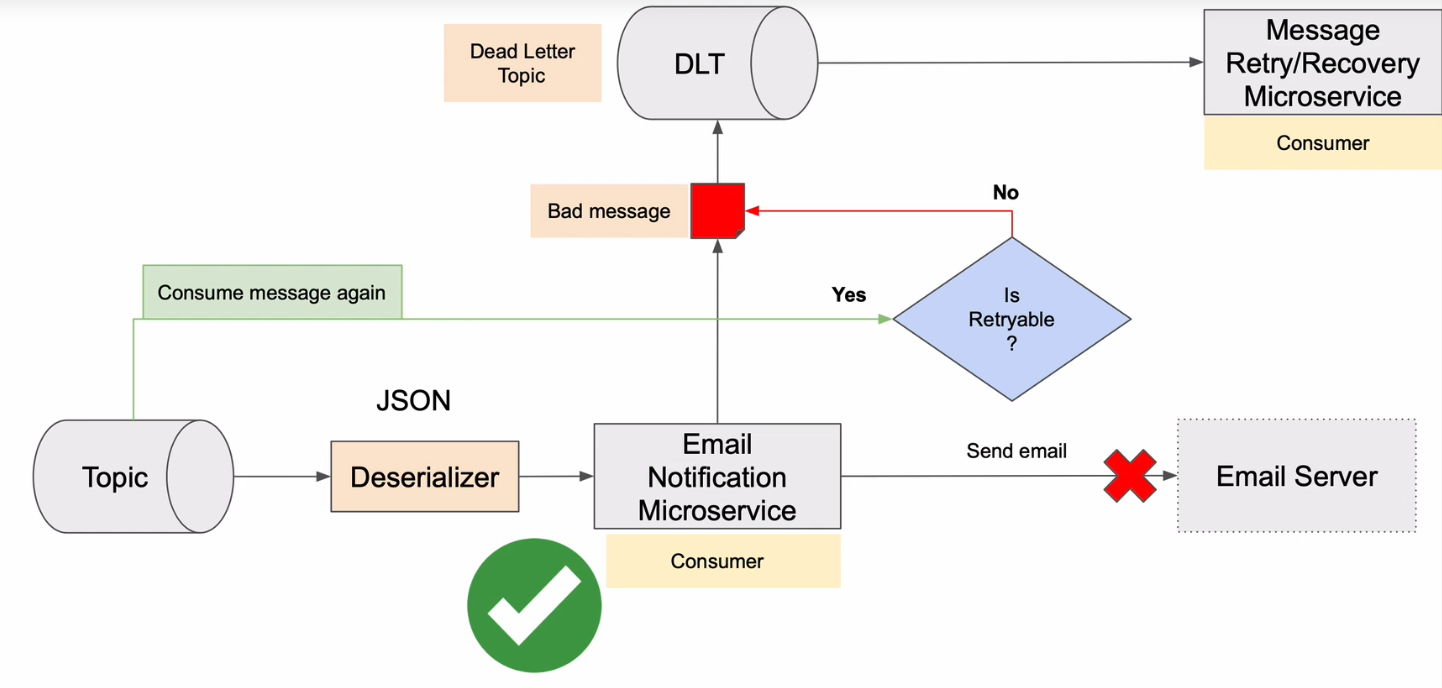 Dead Letter
Topic
DLT
Message
Retry/Recovery
Microservice
Consumer
Bad message
No
Consume message again
Yes
Is
Retryable
?
JSON
Topic
Deserializer
Email
Notification
Microservice
Send email
Email Server
Consumer